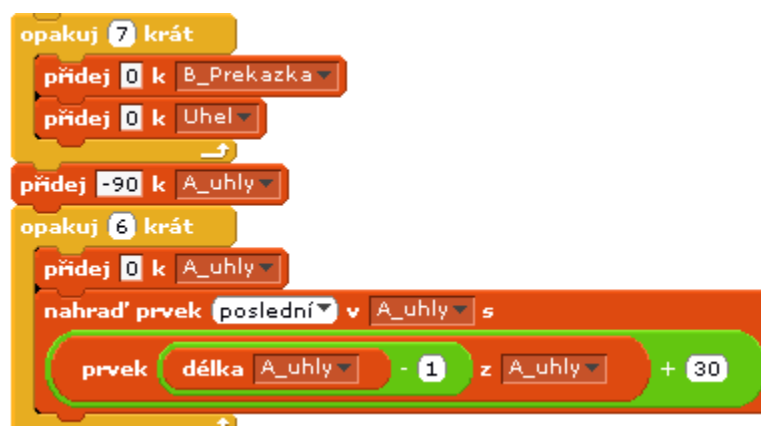 opakuj 7 krát
přidej 0 k B_Prekazka
přidej 0 k Uhel
přidej -90 k A_uhly
opakuj 6 krát
přidej 0 k A_uhly
nahraď prvek poslední v A_uhly s
prvek délka A_uhly - 1 z A_uhly + 30